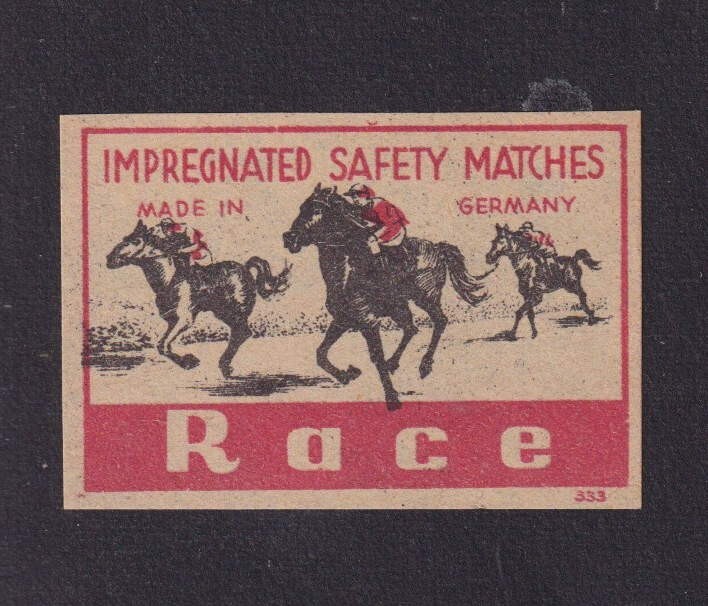 IMPREGNATED SAFETY MATCHES
MADE IN GERMANY
Race
333